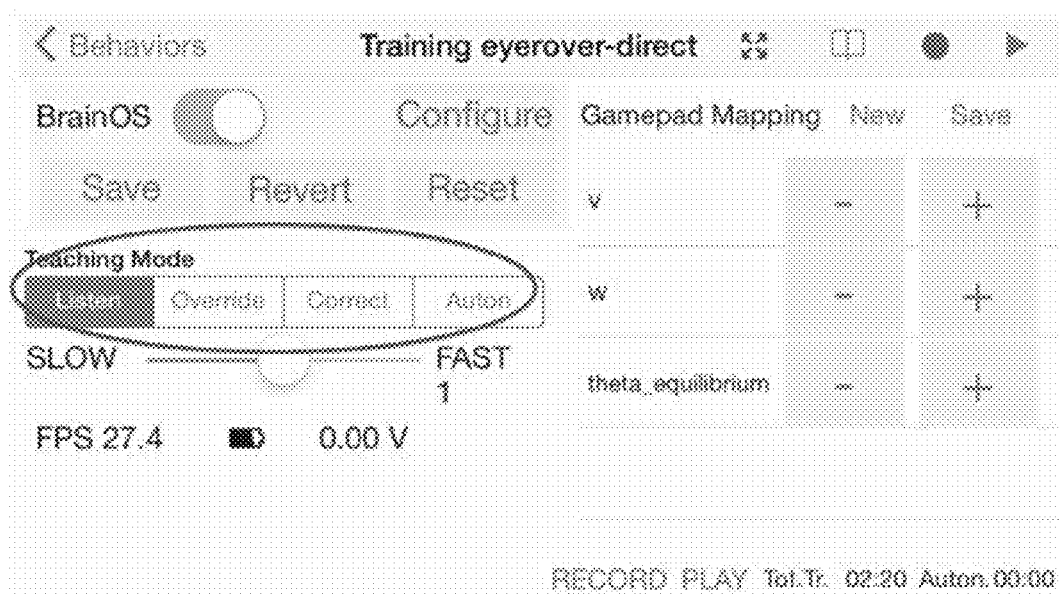 Behaviors Training eyerover-direct
BrainOS Configure
Save Revert Reset
Teaching Mode
Override Correct Auton
SLOW FAST
1
FPS 27.4 0.00 V
Gamepad Mapping New Save
v - +
w - +
theta_equilibrium - +
RECORD PLAY Tot.Tr. 02:20 Auton. 00:00